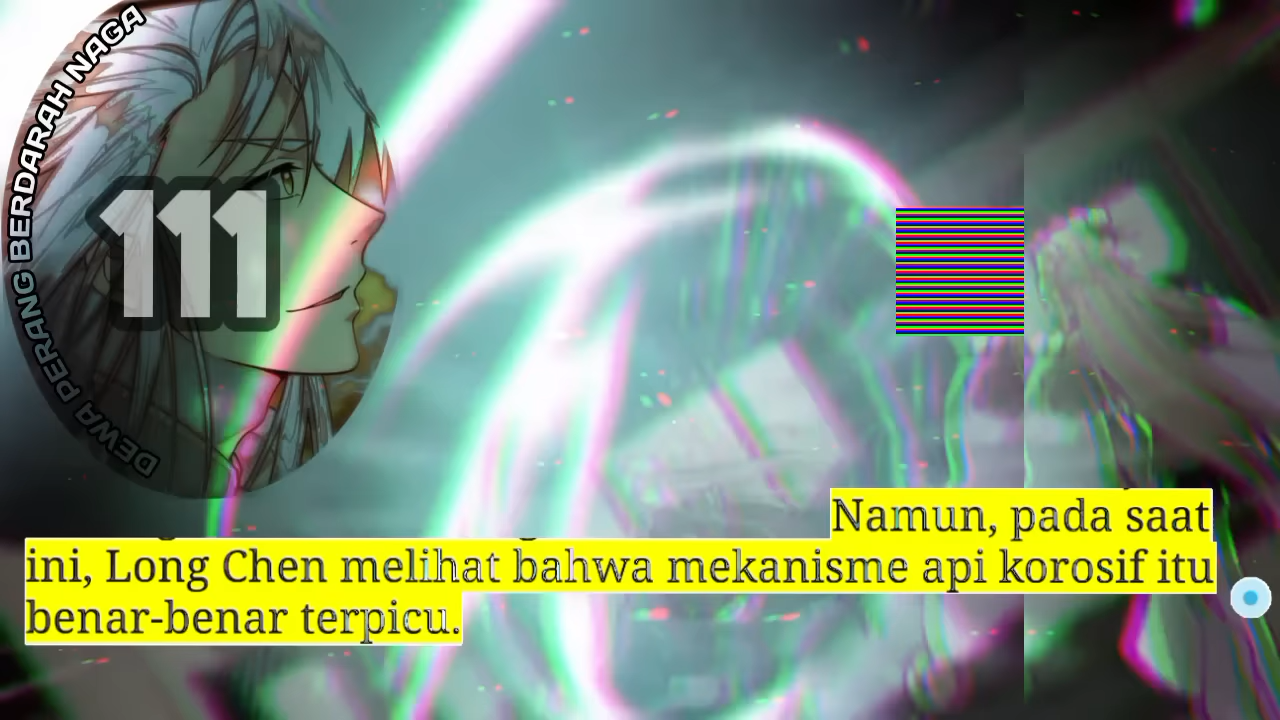 DEWA PERANG BERDARAH NAGA
111
Namun, pada saat
ini, Long Chen melihat bahwa mekanisme api korosif itu
benar-benar terpicu.